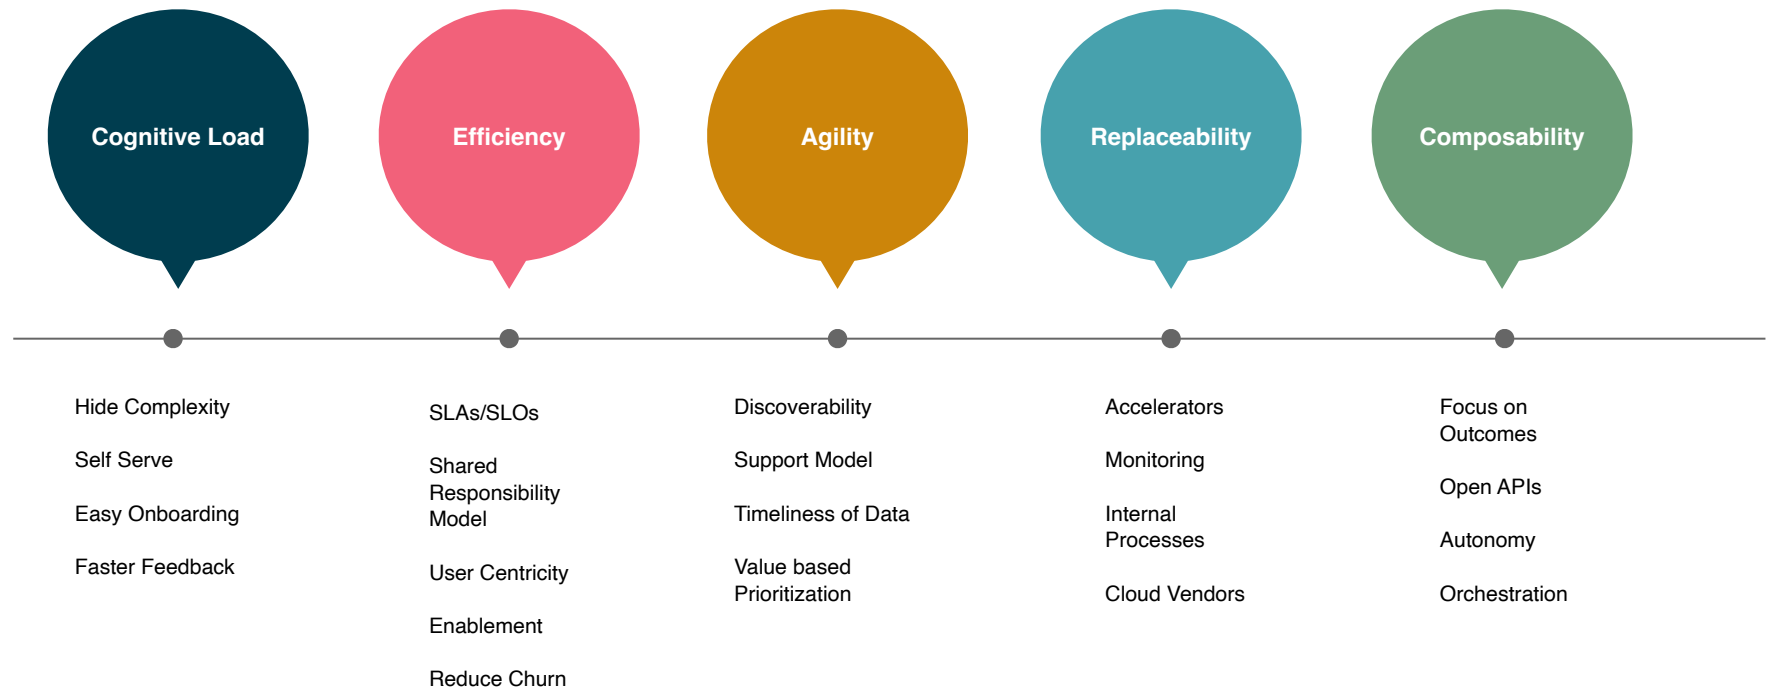 Cognitive Load
Efficiency
Agility
Replaceability
Composability
Hide Complexity
Self Serve
Easy Onboarding
Faster Feedback
SLAs/SLOs
Shared
Responsibility
Model
User Centricity
Enablement
Reduce Churn
Discoverability
Support Model
Timeliness of Data
Value based
Prioritization
Accelerators
Monitoring
Internal
Processes
Cloud Vendors
Focus on
Outcomes
Open APIs
Autonomy
Orchestration